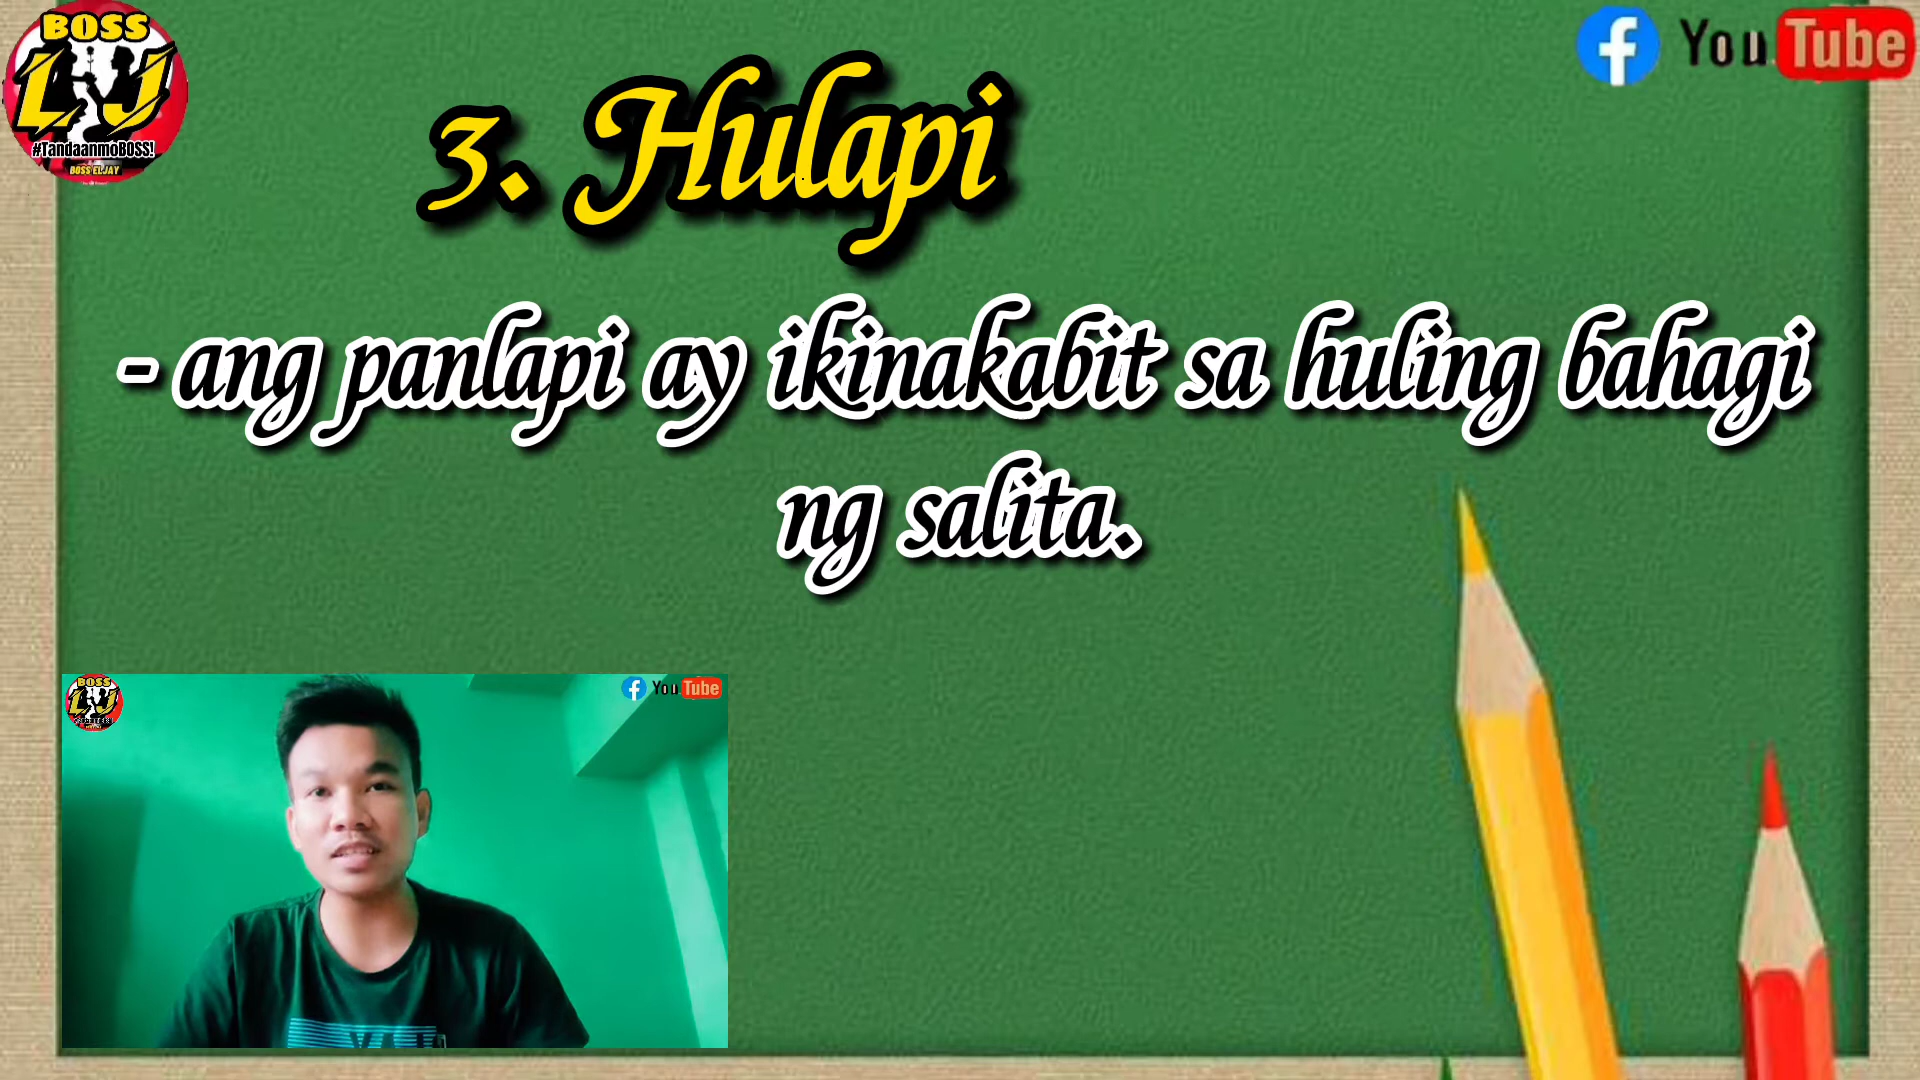 BOSS
LJ
#TandaanmoBOSS!
BOSS ELJAY
You Tube
3. Hulapi
- ang panlapi ay ikinakabit sa huling bahagi
ng salita.
BOSS
LJ
You Tube